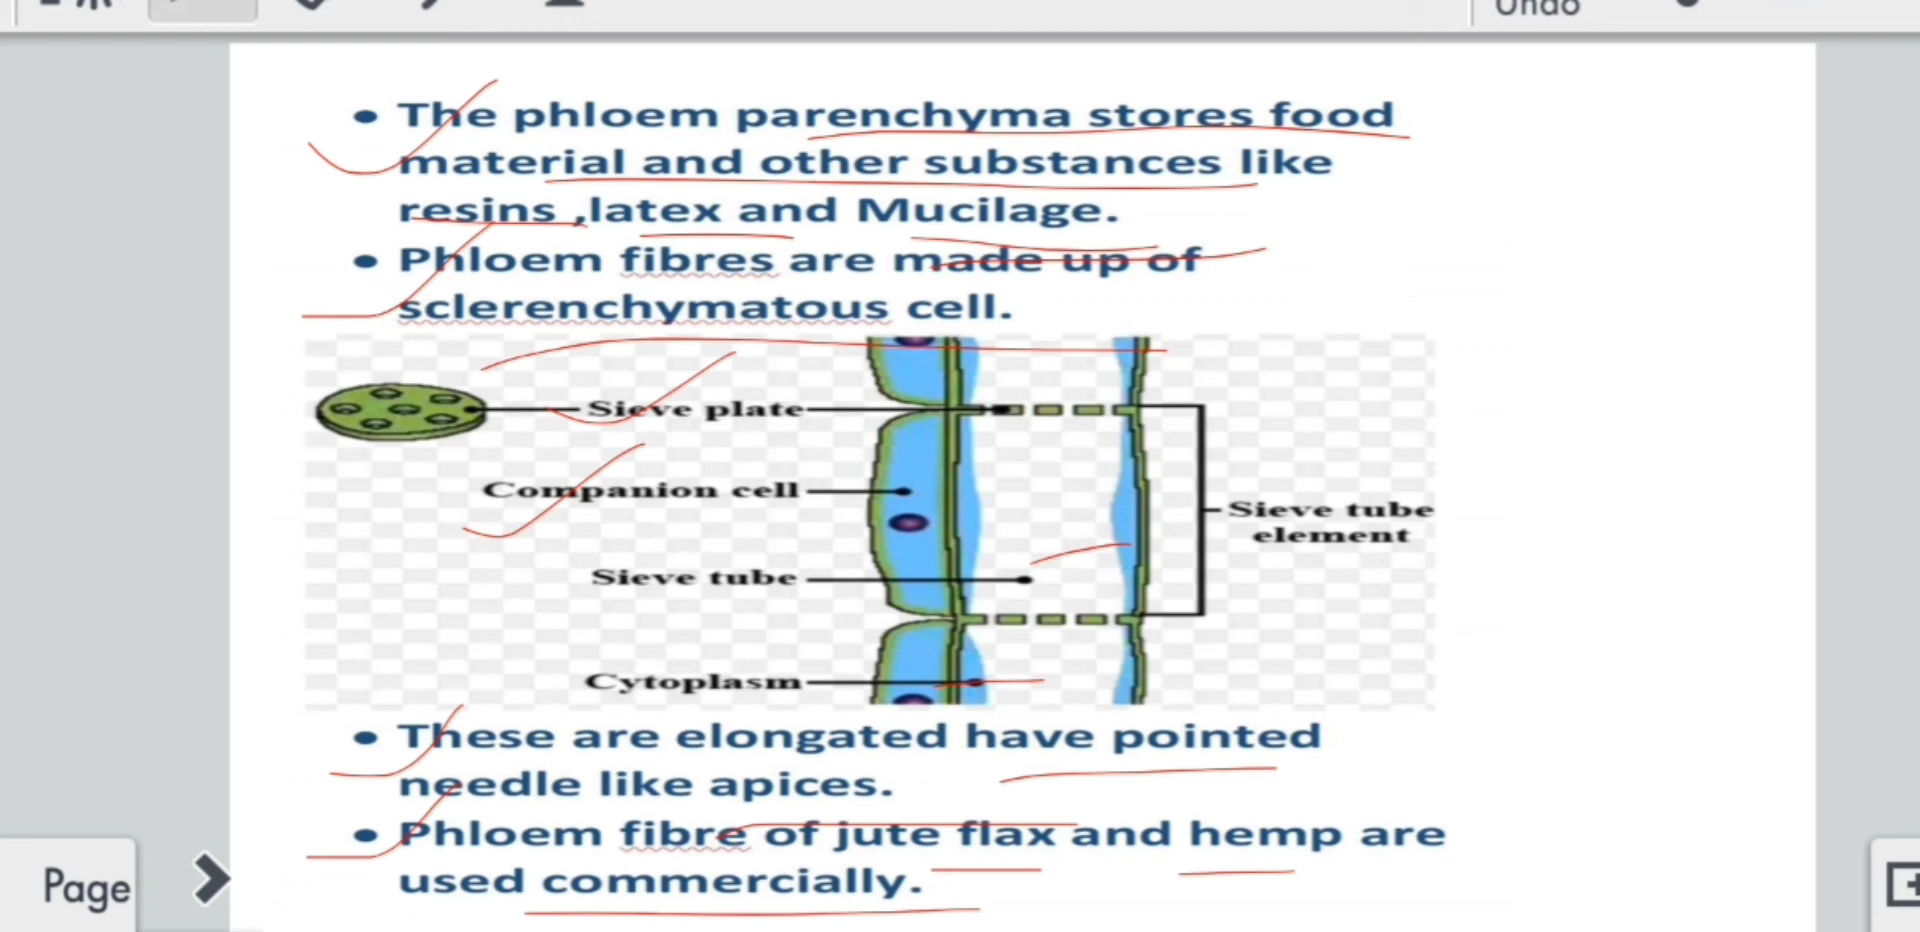 Undo
• The phloem parenchyma stores food
material and other substances like
resins ,latex and Mucilage.
• Phloem fibres are made up of
sclerenchymatous cell.
Sieve plate
Companion cell
Sieve tube
element
Sieve tube
Cytoplasm
• These are elongated have pointed
needle like apices.
• Phloem fibre of jute flax and hemp are
used commercially.
Page